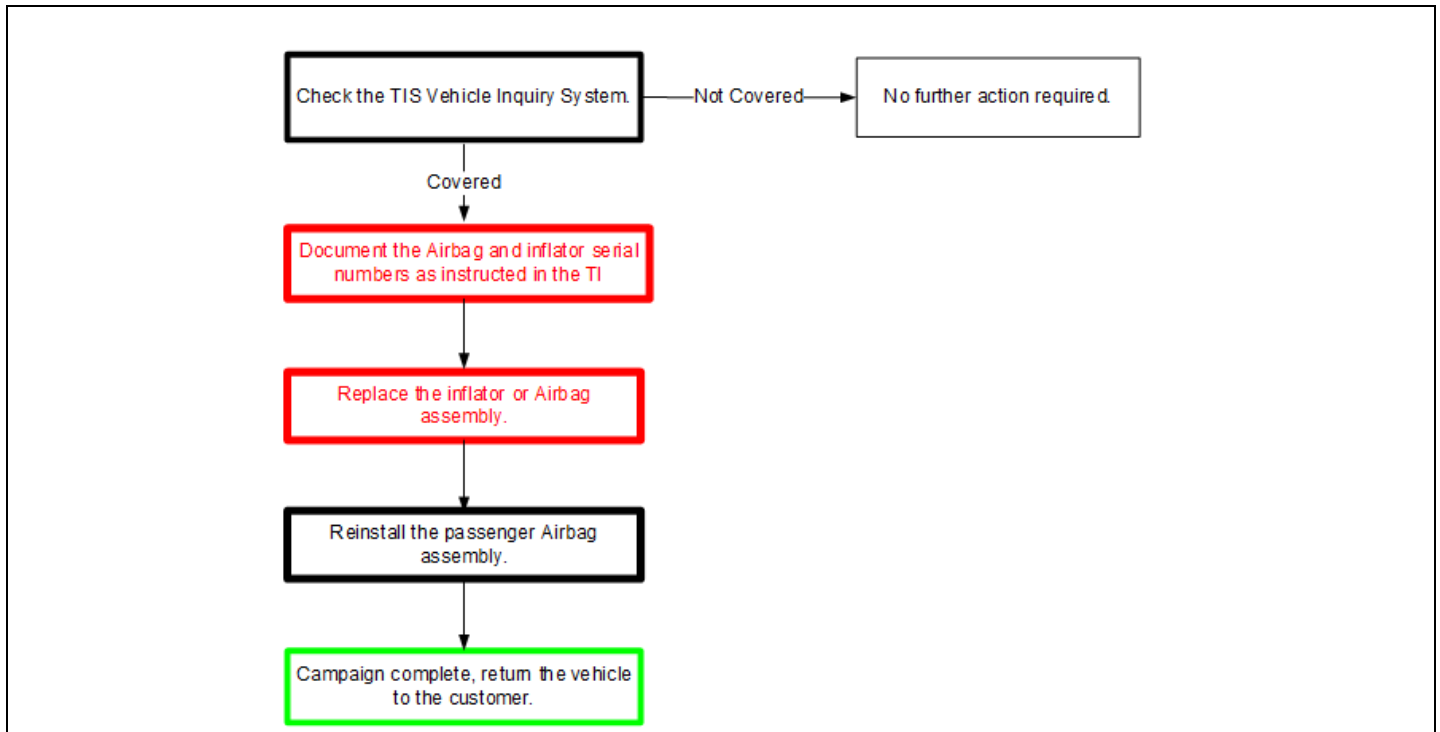 Check the TIS Vehicle Inquiry System.
Not Covered
No further action required.
Covered
Document the Airbag and inflator serial
numbers as instructed in the TI
Replace the inflator or Airbag
assembly.
Reinstall the passenger Airbag
assembly.
Campaign complete, return the vehicle
to the customer.